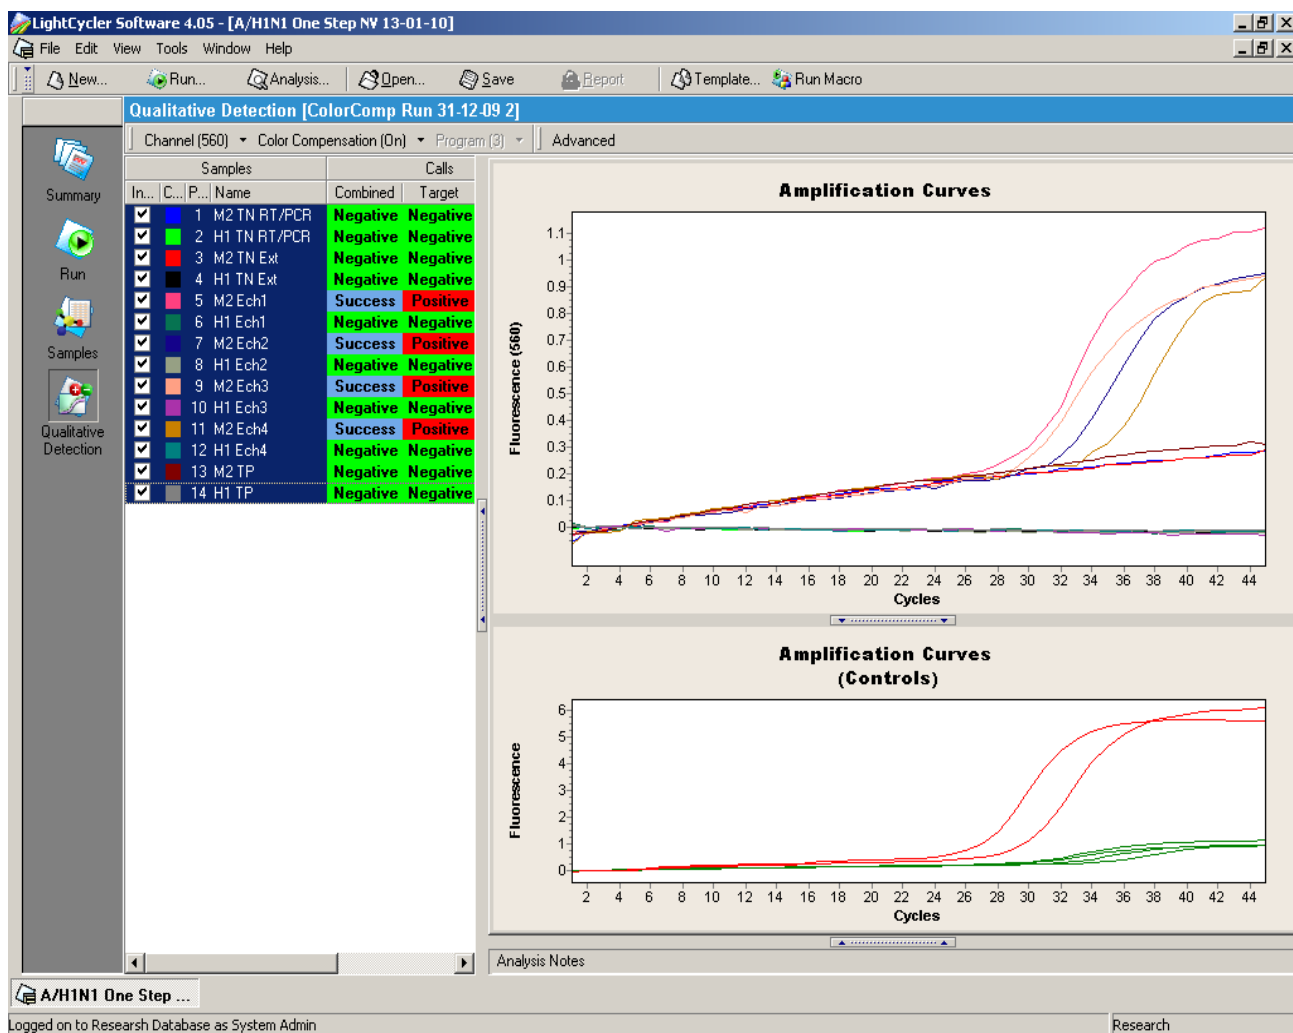 LightCycler Software 4.05 - [A/H1N1 One Step NV 13-01-10]
File Edit View Tools Window Help
New... Run... Analysis... Open... Save Report Template... Run Macro
Qualitative Detection [ColorComp Run 31-12-09 2]
Channel (560) Color Compensation (On) Program (3) Advanced
Summary
Run
Samples
Qualitative
Detection
Samples Calls
In... C... P... Name Combined Target
1 M2 TN RT/PCR Negative Negative
2 H1 TN RT/PCR Negative Negative
3 M2 TN Ext Negative Negative
4 H1 TN Ext Negative Negative
5 M2 Ech1 Success Positive
6 H1 Ech1 Negative Negative
7 M2 Ech2 Success Positive
8 H1 Ech2 Negative Negative
9 M2 Ech3 Success Positive
10 H1 Ech3 Negative Negative
11 M2 Ech4 Success Positive
12 H1 Ech4 Negative Negative
13 M2 TP Negative Negative
14 H1 TP Negative Negative
Amplification Curves
Fluorescence (560)
1.1
1
0.9
0.8
0.7
0.6
0.5
0.4
0.3
0.2
0.1
0
2 4 6 8 10 12 14 16 18 20 22 24 26 28 30 32 34 36 38 40 42 44
Cycles
Amplification Curves
(Controls)
Fluorescence
6
5
4
3
2
1
0
2 4 6 8 10 12 14 16 18 20 22 24 26 28 30 32 34 36 38 40 42 44
Cycles
Analysis Notes
A/H1N1 One Step ...
Logged on to Researsh Database as System Admin Research